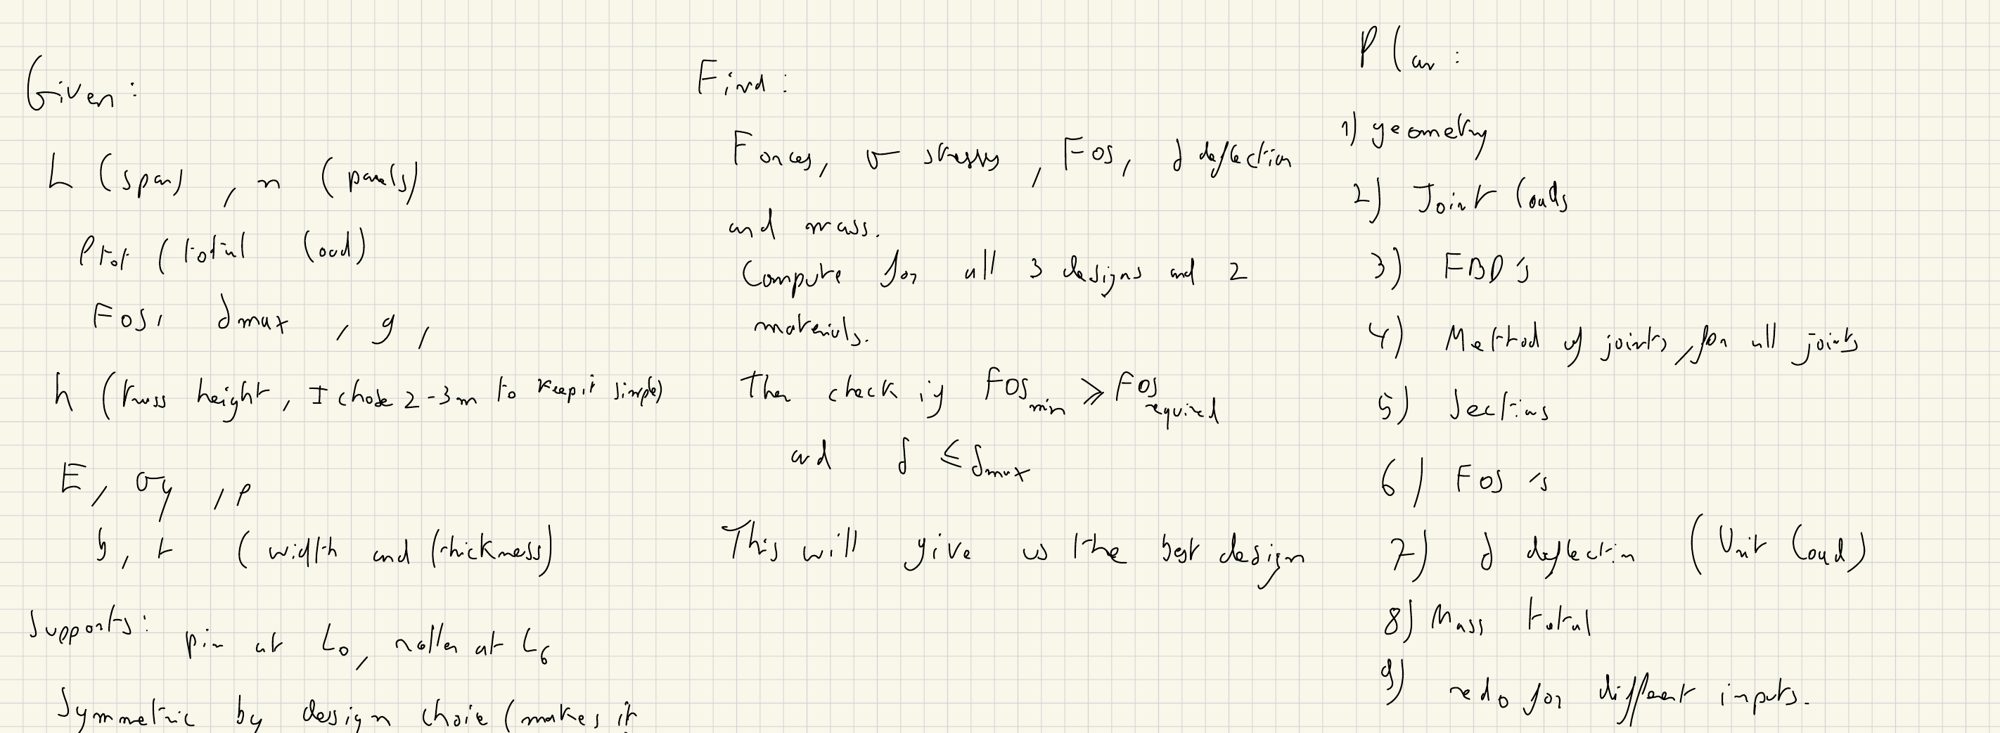 Given:
L (span) , n (panels)
Ptot (total load)
FOS, δmax , g ,
h (truss height, I chose 2-3m to keep it simple)
E, σy , ρ
b, t (width and thickness)
Supports: pin at L0, roller at L6
Symmetric by design choie (makes it
Find:
Forces, σ stresses, FOS, δ deflection
and mass.
Compute for all 3 designs and 2
materials.
Then check if FOSmin ≥ FOSrequired
and δ ≤ δmax
This will give us the best design
Plan:
1) geometry
2) Joint loads
3) FBD's
4) Method of joints, for all joints
5) Sections
6) FOS 's
7) δ deflection (Unit Load)
8) Mass total
9) redo for different inputs.